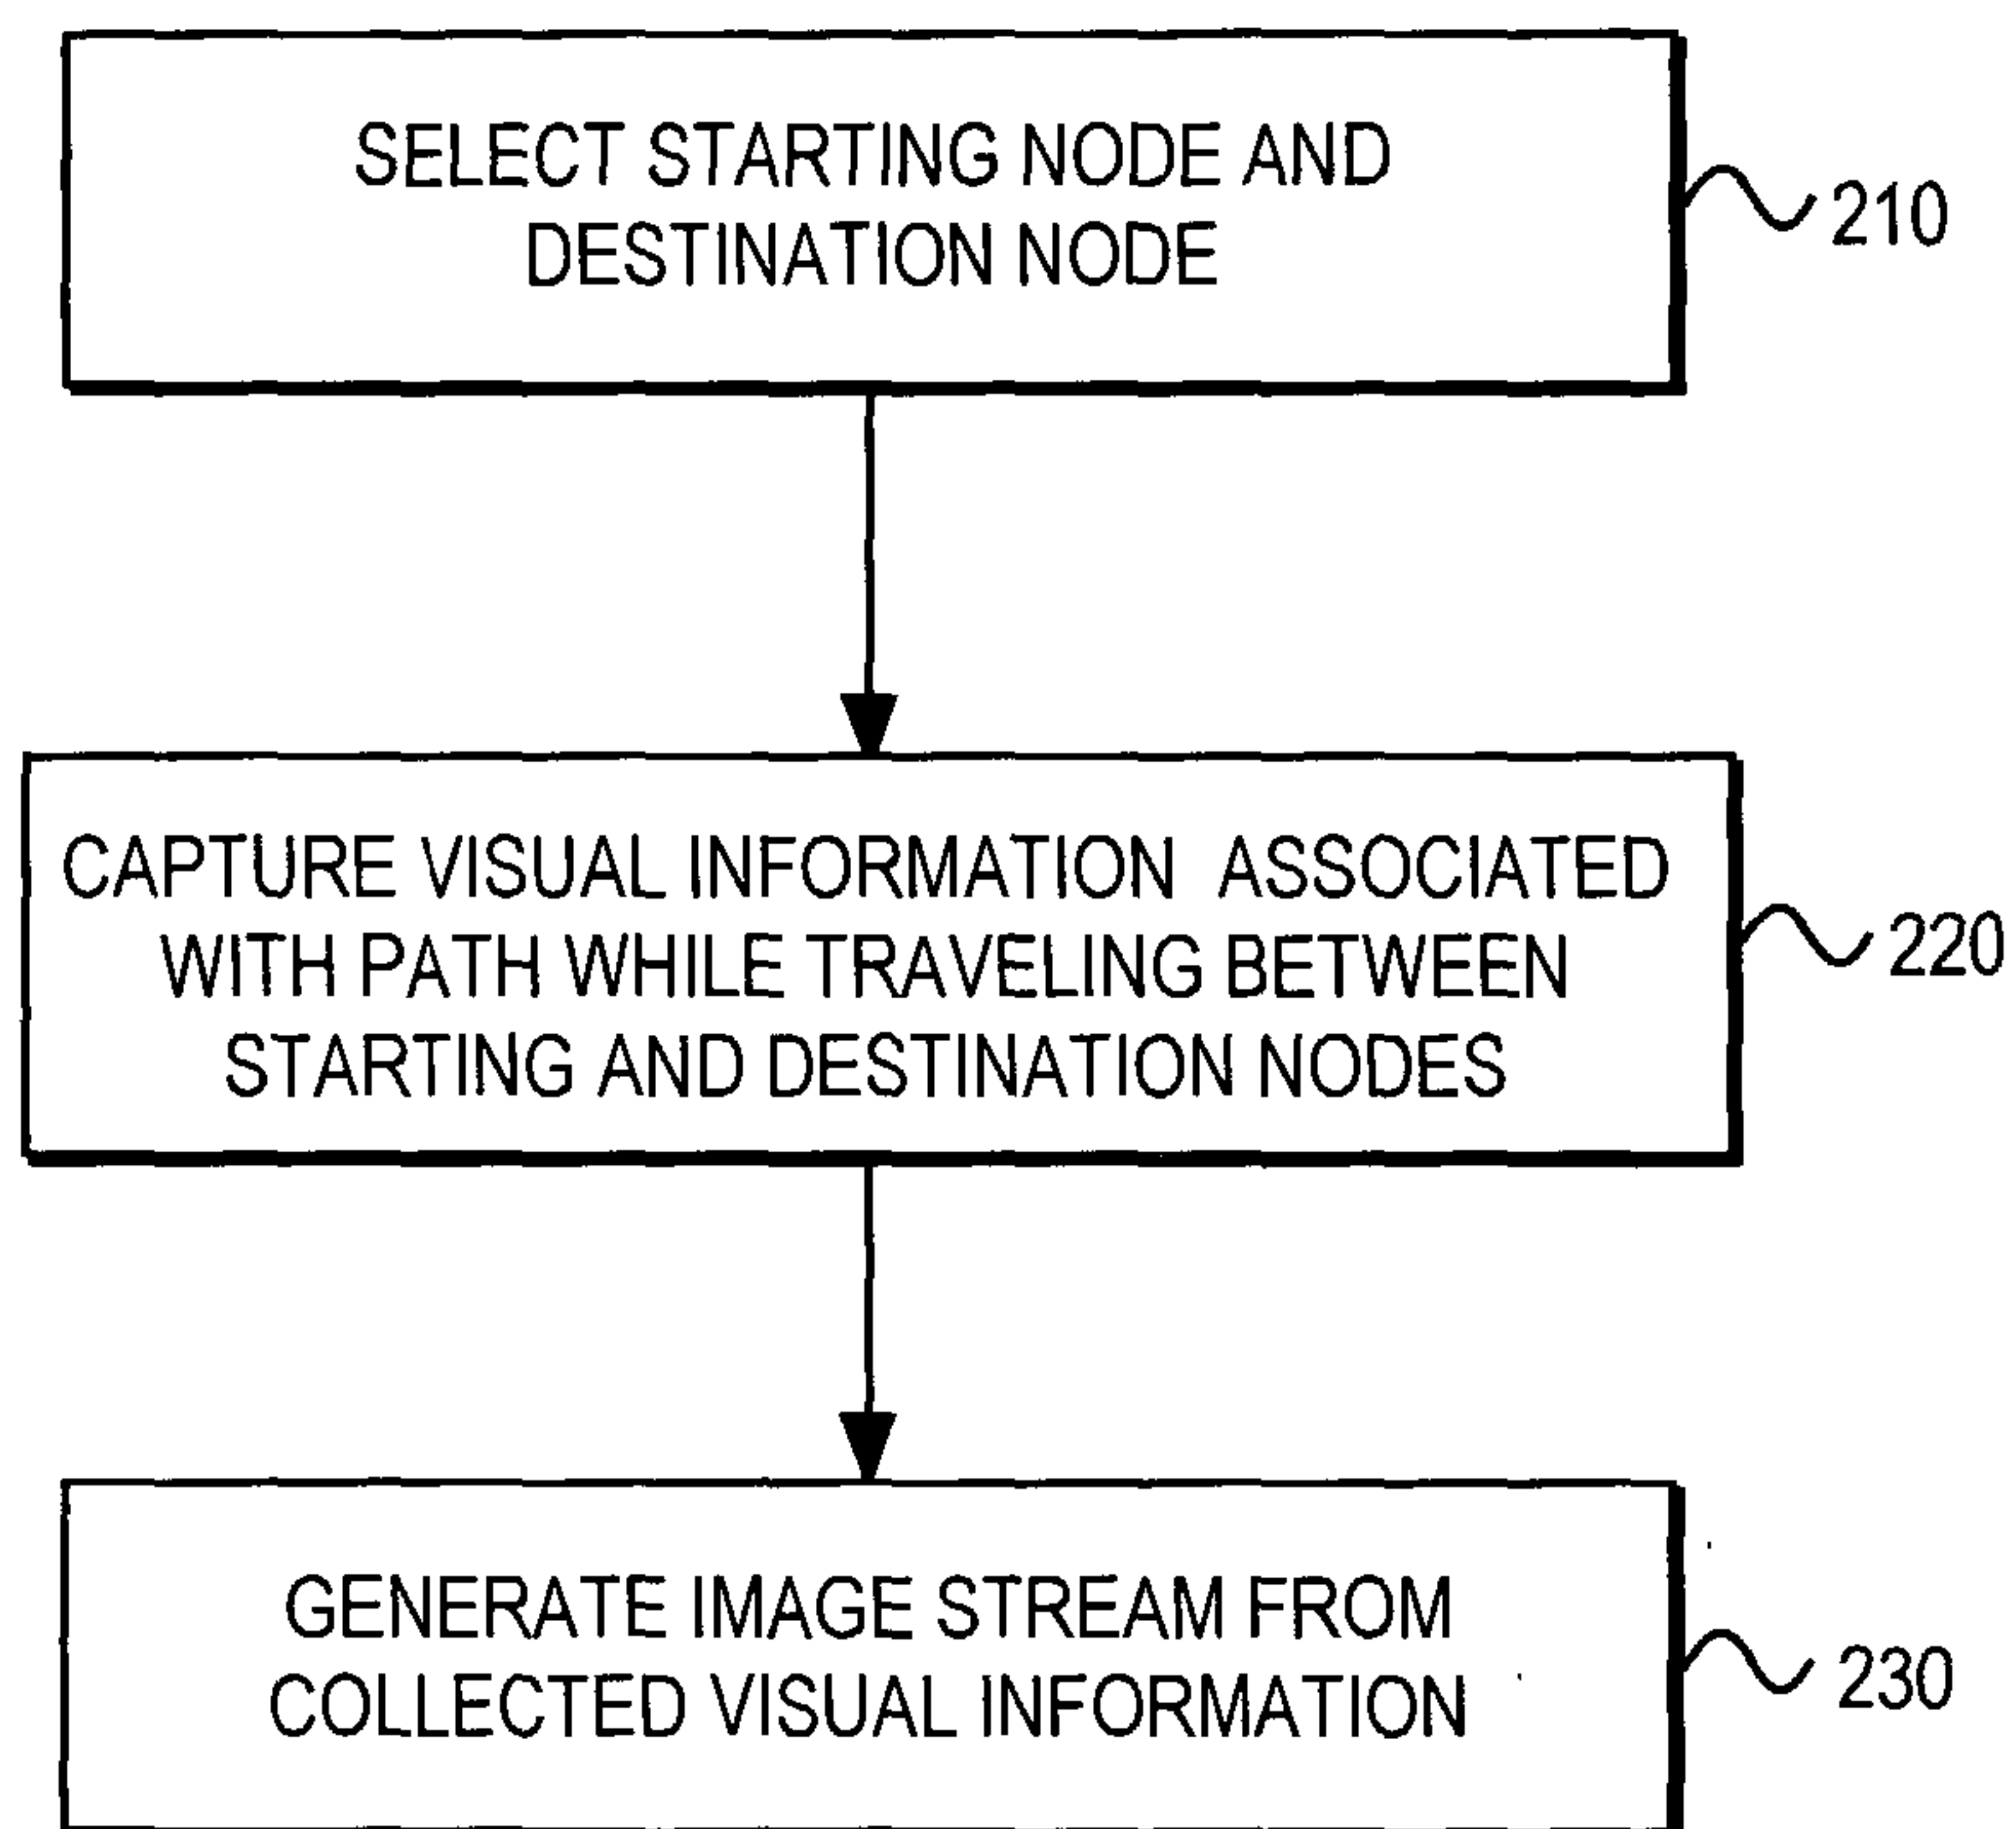 SELECT STARTING NODE AND
DESTINATION NODE
210
CAPTURE VISUAL INFORMATION ASSOCIATED
WITH PATH WHILE TRAVELING BETWEEN
STARTING AND DESTINATION NODES
220
GENERATE IMAGE STREAM FROM
COLLECTED VISUAL INFORMATION
230